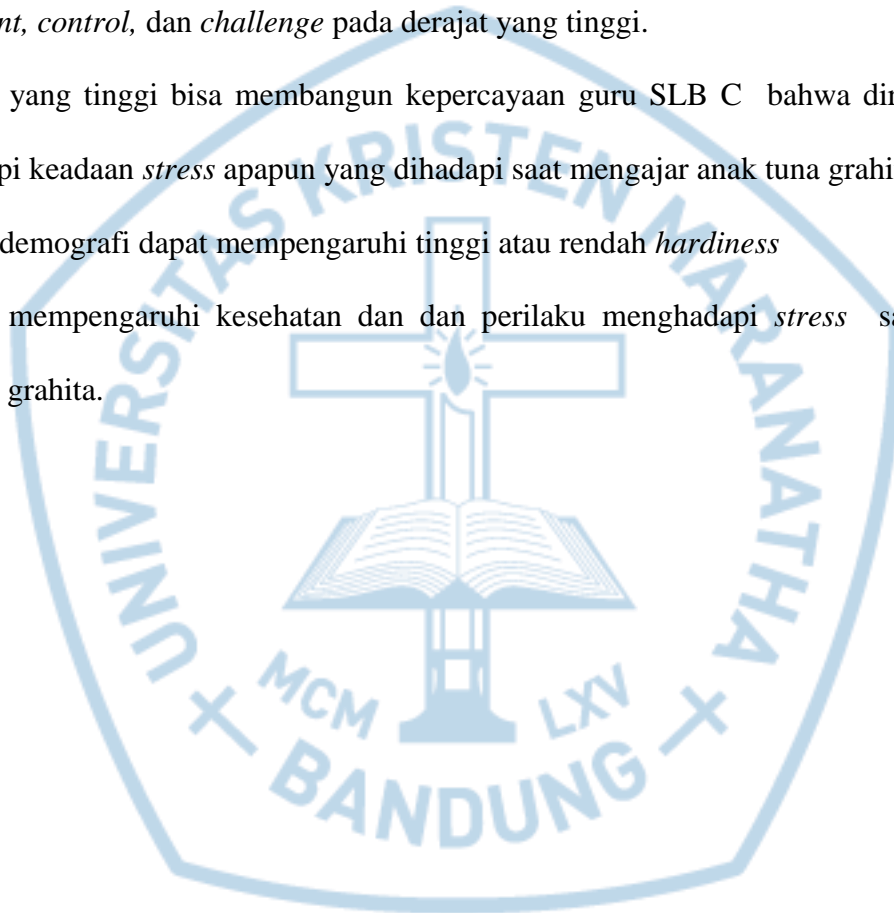 nt, control, dan challenge pada derajat yang tinggi.
yang tinggi bisa membangun kepercayaan guru SLB C bahwa dir
pi keadaan stress apapun yang dihadapi saat mengajar anak tuna grahi
demografi dapat mempengaruhi tinggi atau rendah hardiness
mempengaruhi kesehatan dan dan perilaku menghadapi stress sa
grahita.
UNIVERSITAS KRISTEN MARANATHA
MCM LXV
BANDUNG